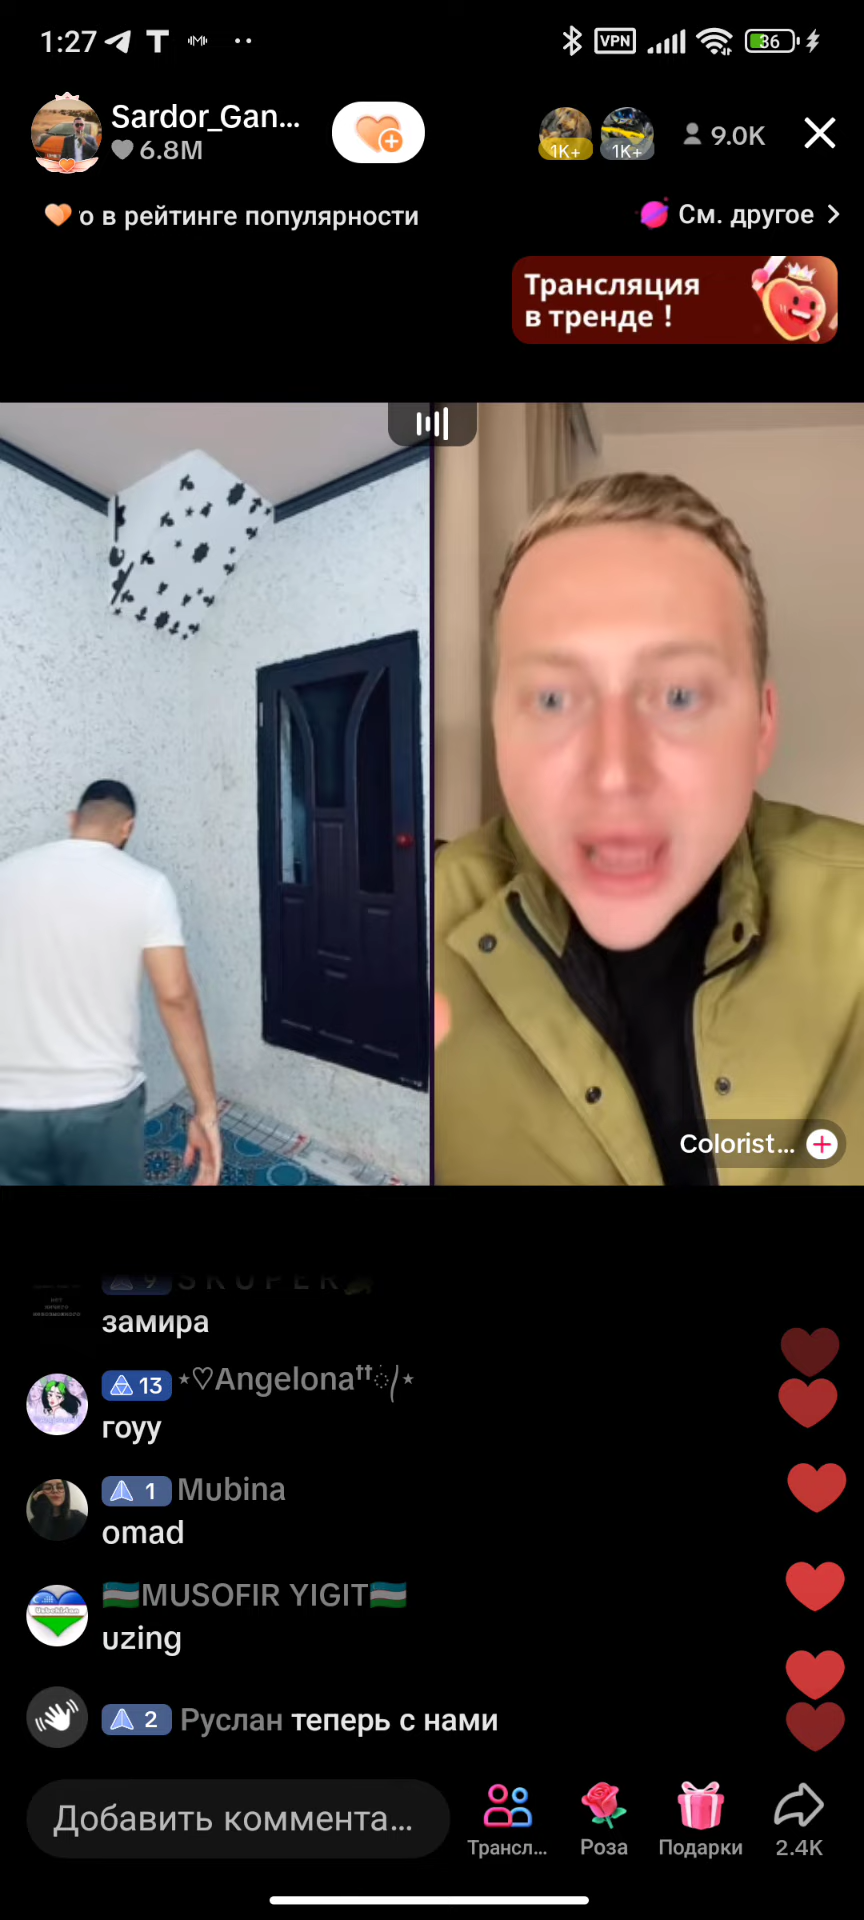 1:27
VPN
36
Sardor_Gan...
6.8M
1K+
1K+
9.0K
о в рейтинге популярности
См. другое
Трансляция
в тренде !
Colorist...
9 S K U P E R
замира
13 ⋆♡Angelonaᵗᵗ
гоуу
1 Mubina
omad
🇺🇿MUSOFIR YIGIT🇺🇿
uzing
2 Руслан теперь с нами
Добавить коммента...
Трансл...
Роза
Подарки
2.4K